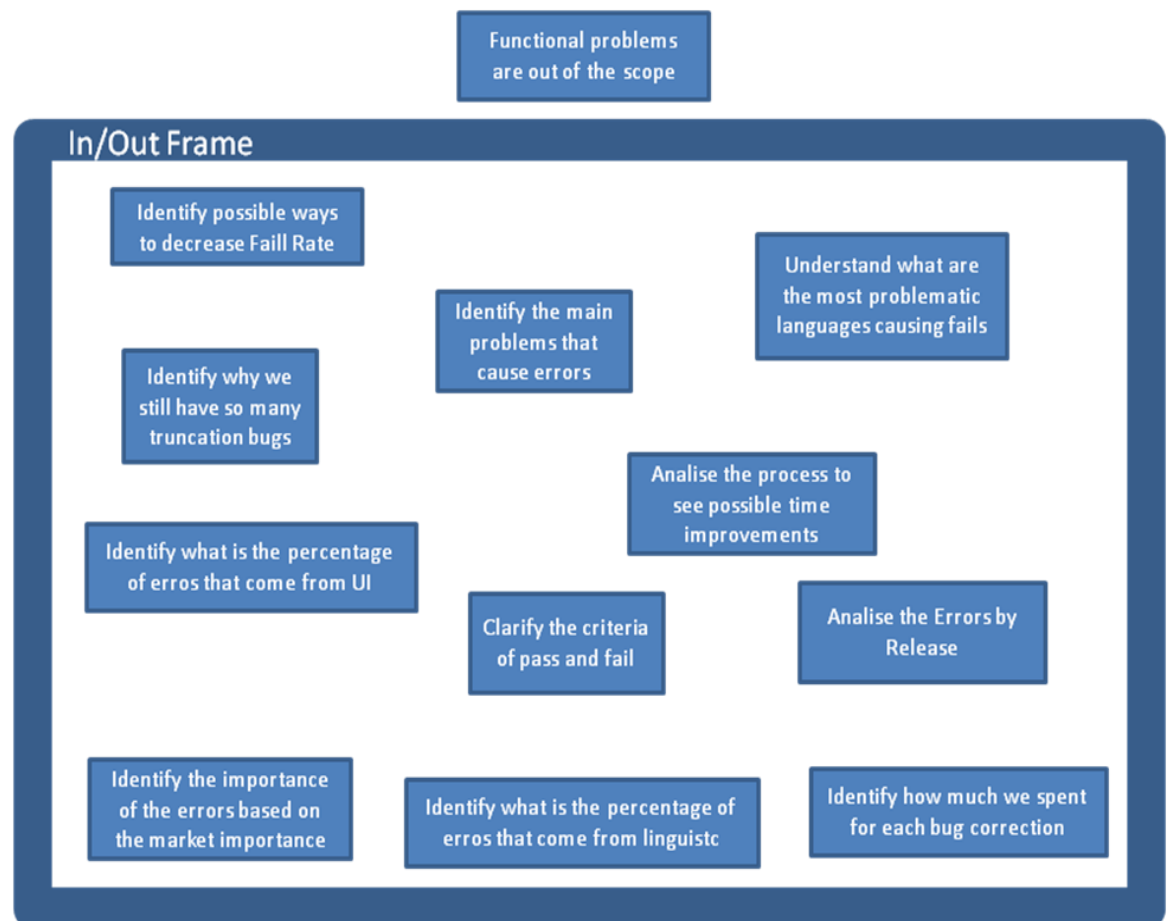 Functional problems
are out of the scope
In/Out Frame
Identify possible ways
to decrease Faill Rate
Understand what are
the most problematic
languages causing fails
Identify the main
problems that
cause errors
Identify why we
still have so many
truncation bugs
Analise the process to
see possible time
improvements
Identify what is the percentage
of erros that come from UI
Clarify the criteria
of pass and fail
Analise the Errors by
Release
Identify the importance
of the errors based on
the market importance
Identify what is the percentage of
erros that come from linguistc
Identify how much we spent
for each bug correction